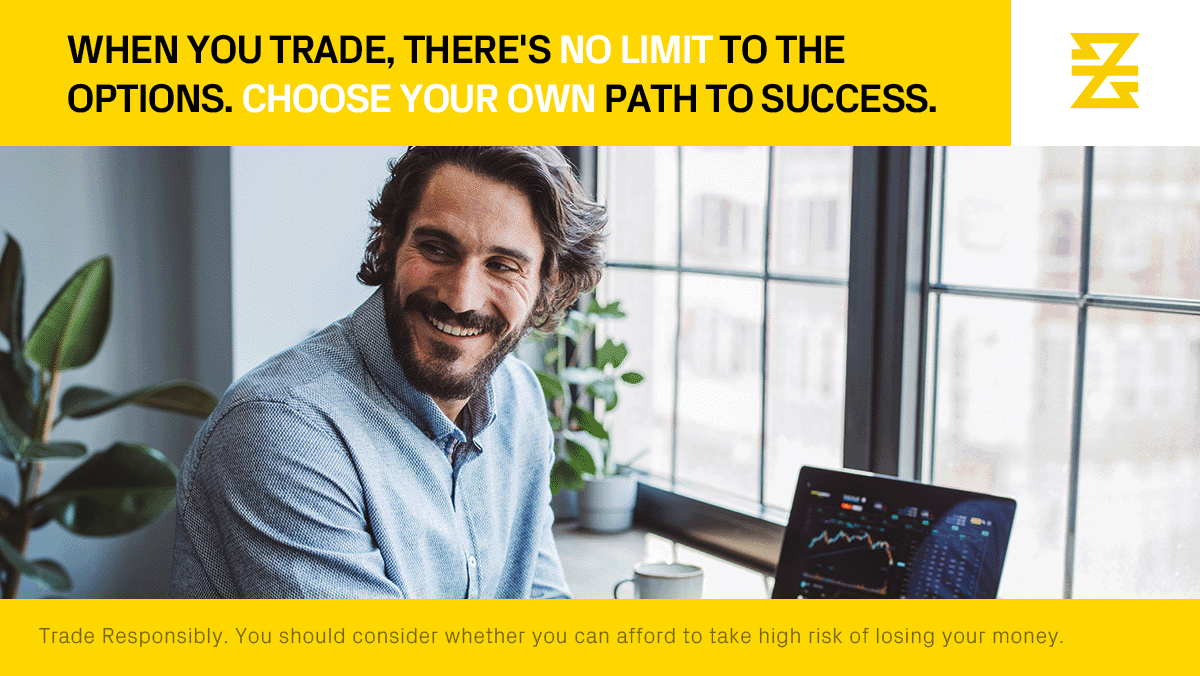 WHEN YOU TRADE, THERE'S NO LIMIT TO THE
OPTIONS. CHOOSE YOUR OWN PATH TO SUCCESS.
Trade Responsibly. You should consider whether you can afford to take high risk of losing your money.